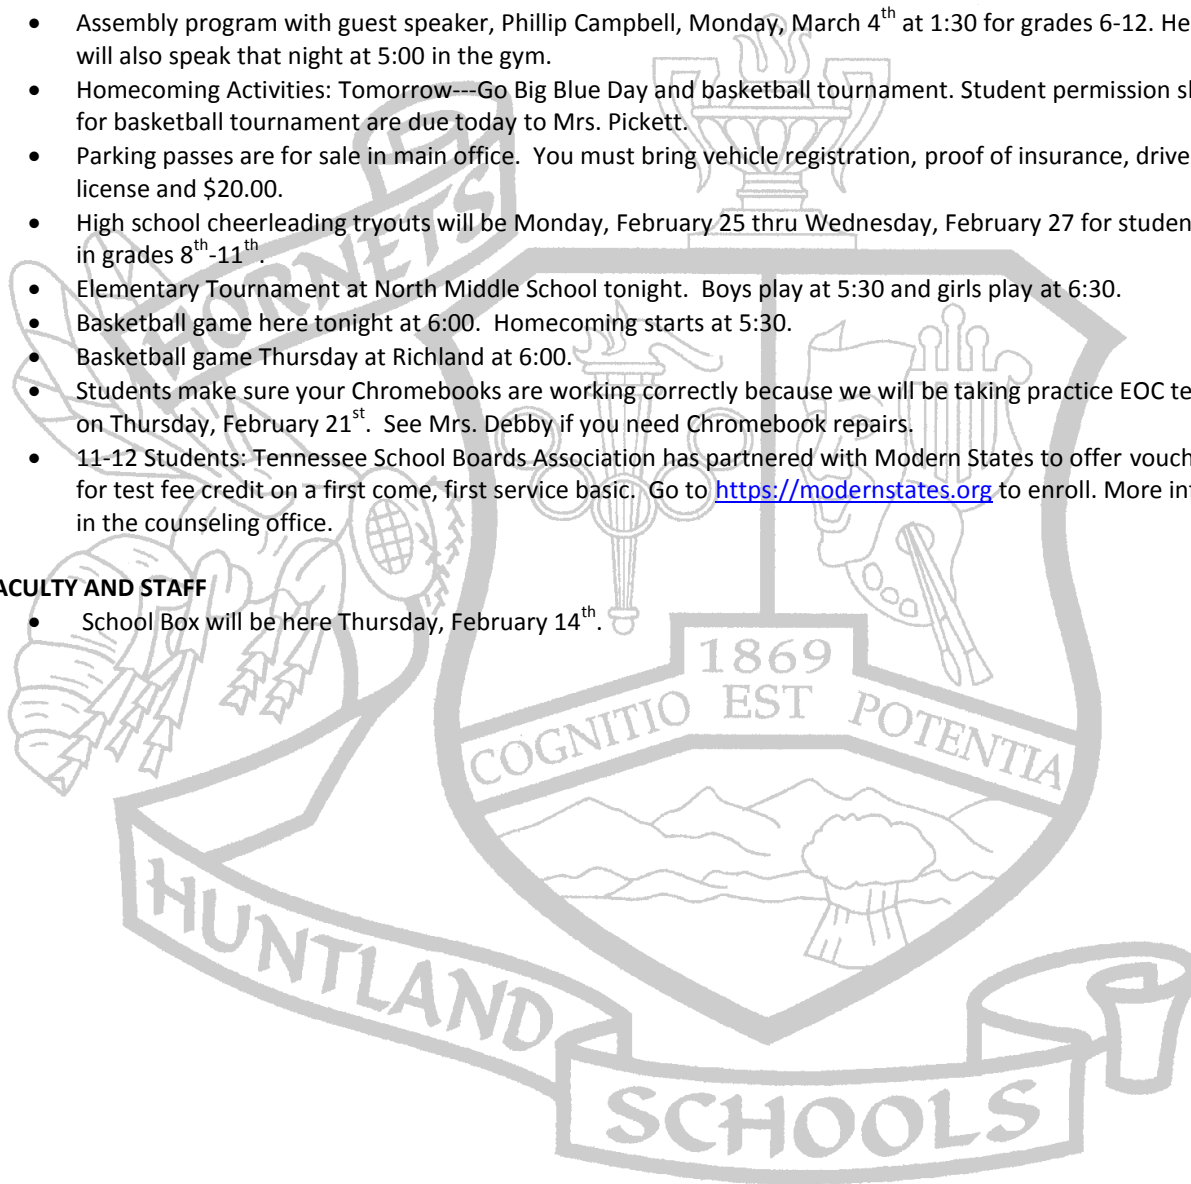 • Assembly program with guest speaker, Phillip Campbell, Monday, March 4th at 1:30 for grades 6-12. He
will also speak that night at 5:00 in the gym.
• Homecoming Activities: Tomorrow---Go Big Blue Day and basketball tournament. Student permission sl
for basketball tournament are due today to Mrs. Pickett.
• Parking passes are for sale in main office. You must bring vehicle registration, proof of insurance, drive
license and $20.00.
• High school cheerleading tryouts will be Monday, February 25 thru Wednesday, February 27 for studen
in grades 8th-11th.
• Elementary Tournament at North Middle School tonight. Boys play at 5:30 and girls play at 6:30.
• Basketball game here tonight at 6:00. Homecoming starts at 5:30.
• Basketball game Thursday at Richland at 6:00.
• Students make sure your Chromebooks are working correctly because we will be taking practice EOC te
on Thursday, February 21st. See Mrs. Debby if you need Chromebook repairs.
• 11-12 Students: Tennessee School Boards Association has partnered with Modern States to offer vouch
for test fee credit on a first come, first service basic. Go to https://modernstates.org to enroll. More inf
in the counseling office.
ACULTY AND STAFF
• School Box will be here Thursday, February 14th.
HORNETS
1869
COGNITIO EST POTENTIA
HUNTLAND
SCHOOLS